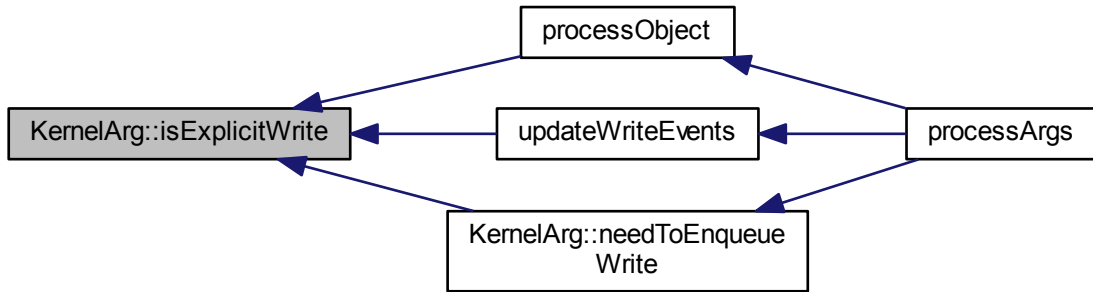 processObject
KernelArg::isExplicitWrite
updateWriteEvents
processArgs
KernelArg::needToEnqueue
Write